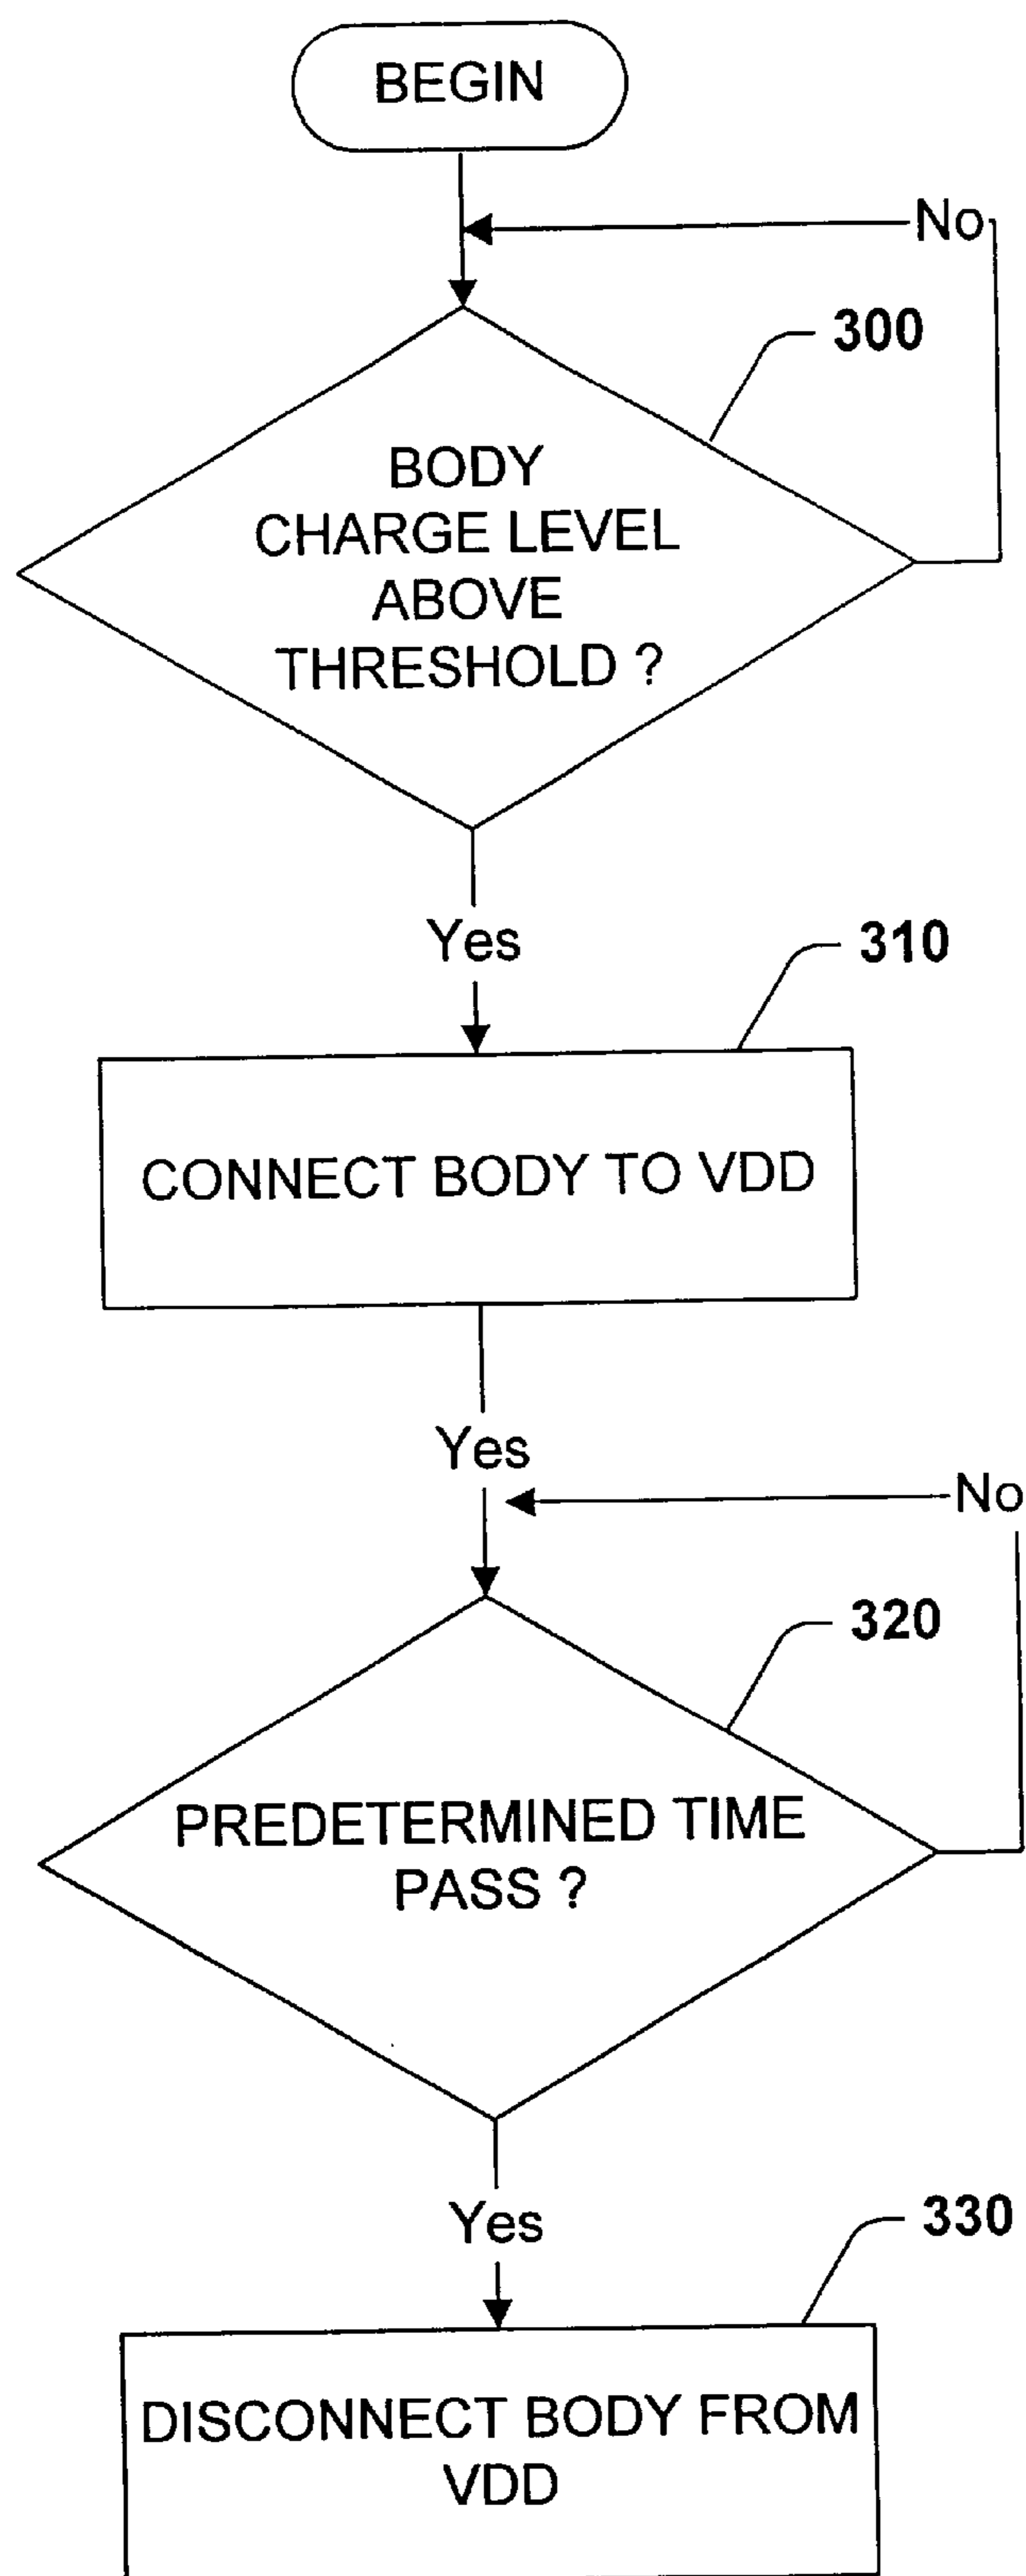 BEGIN
No
300
BODY
CHARGE LEVEL
ABOVE
THRESHOLD ?
Yes
310
CONNECT BODY TO VDD
Yes
No
320
PREDETERMINED TIME
PASS ?
Yes
330
DISCONNECT BODY FROM
VDD